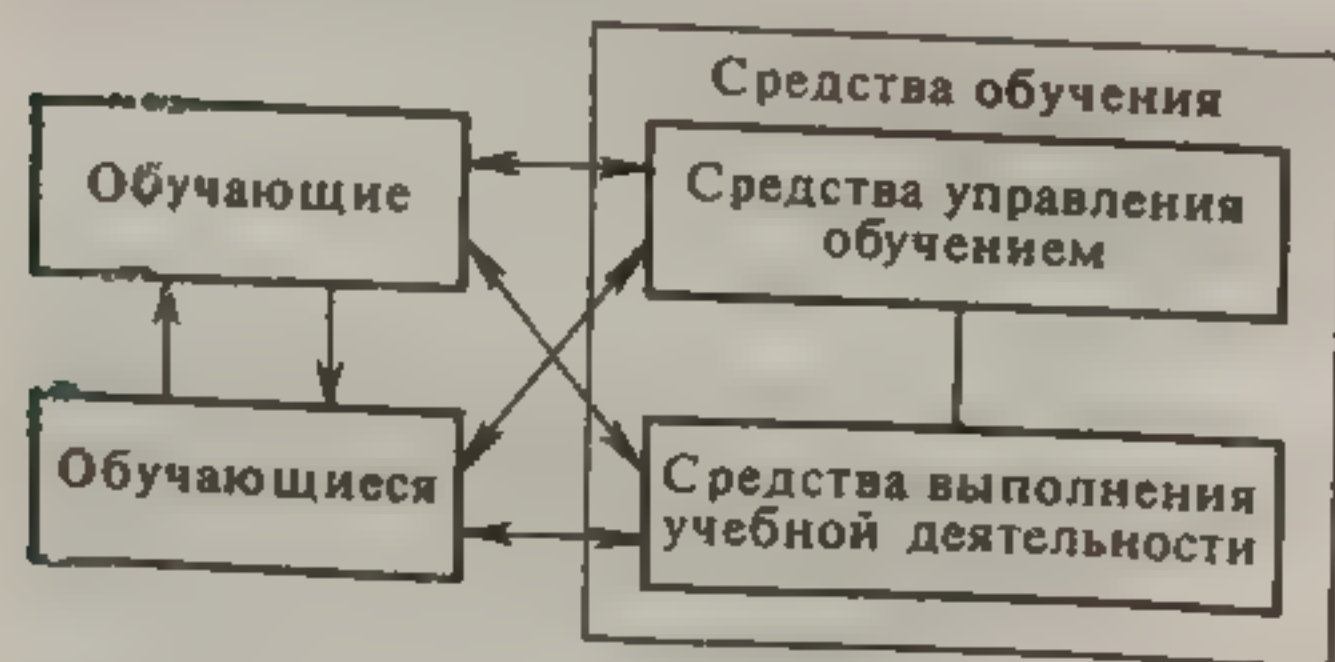 Средства обучения
Обучающие
Средства управления
обучением
Обучающиеся
Средства выполнения
учебной деятельности